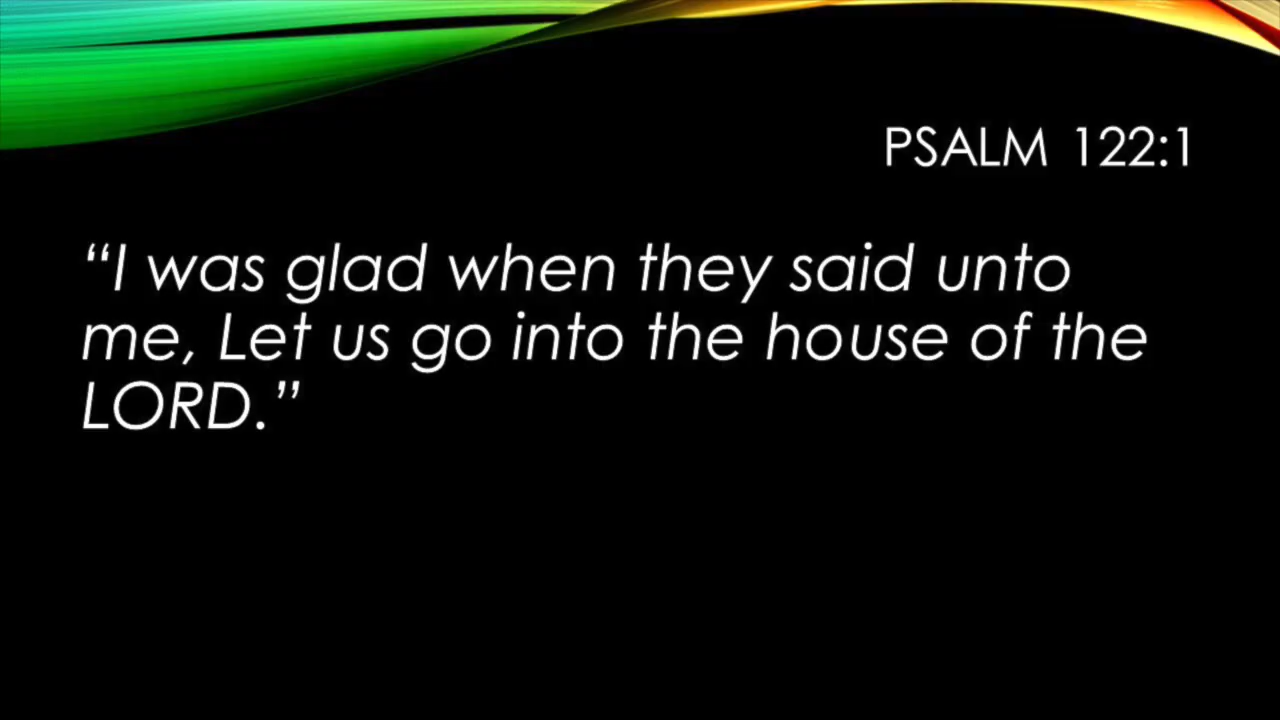 PSALM 122:1
“I was glad when they said unto
me, Let us go into the house of the
LORD.”